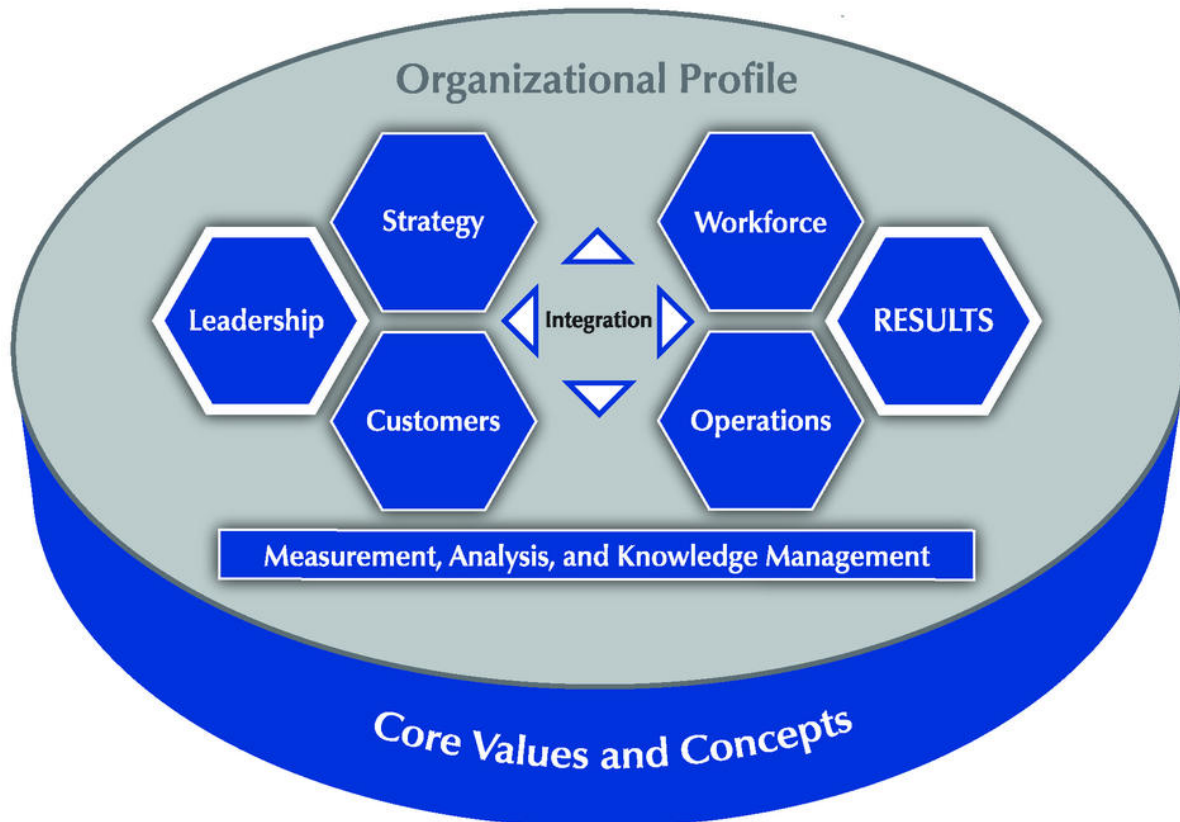 Organizational Profile
Strategy
Workforce
Leadership
Integration
RESULTS
Customers
Operations
Measurement, Analysis, and Knowledge Management
Core Values and Concepts